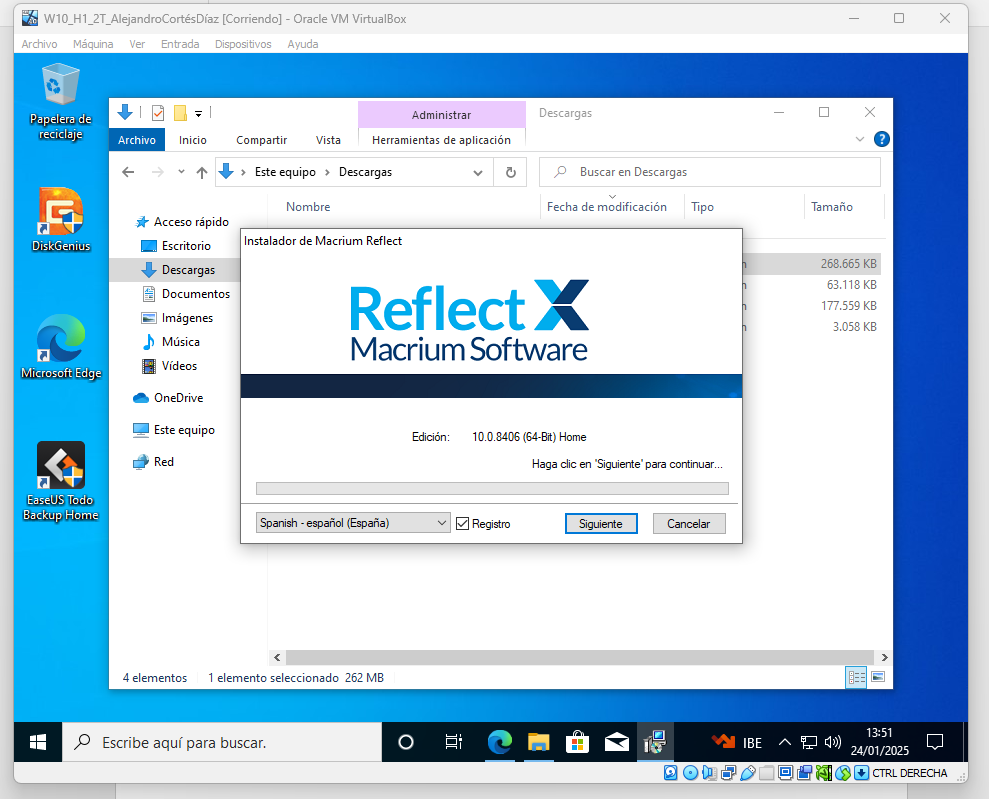 W10_H1_2T_AlejandroCortésDíaz [Corriendo] - Oracle VM VirtualBox
Archivo Máquina Ver Entrada Dispositivos Ayuda
Papelera de reciclaje
DiskGenius
Microsoft Edge
EaseUS Todo Backup Home
Administrar
Descargas
Archivo Inicio Compartir Vista Herramientas de aplicación
Este equipo Descargas
Buscar en Descargas
Nombre Fecha de modificación Tipo Tamaño
Acceso rápido
Escritorio
Descargas
Documentos
Imágenes
Música
Vídeos
OneDrive
Este equipo
Red
268.665 KB
63.118 KB
177.559 KB
3.058 KB
Instalador de Macrium Reflect
Reflect X
Macrium Software
Edición: 10.0.8406 (64-Bit) Home
Haga clic en 'Siguiente' para continuar...
Spanish - español (España) Registro Siguiente Cancelar
4 elementos 1 elemento seleccionado 262 MB
Escribe aquí para buscar.
IBE
13:51
24/01/2025
CTRL DERECHA